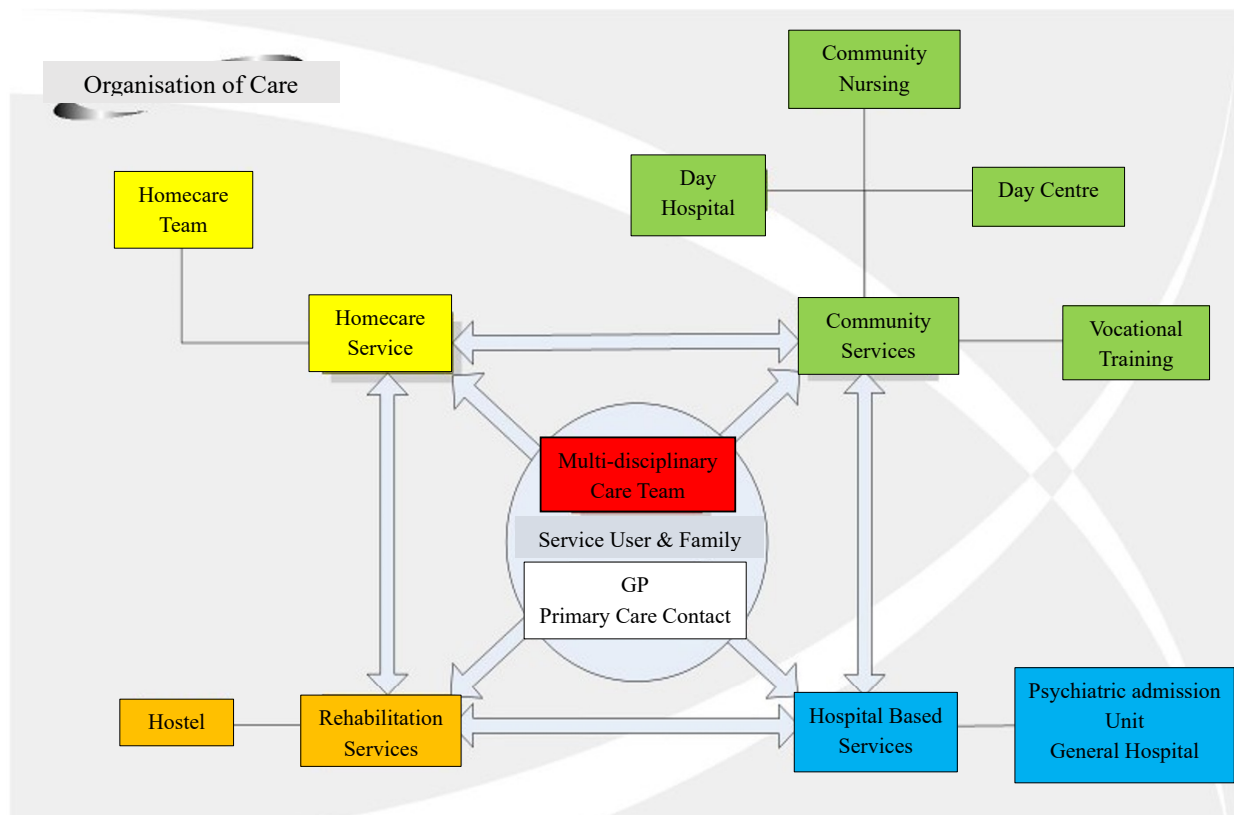 Organisation of Care
Community
Nursing
Homecare
Team
Day
Hospital
Day Centre
Homecare
Service
Community
Services
Vocational
Training
Multi-disciplinary
Care Team
Service User & Family
GP
Primary Care Contact
Hostel
Rehabilitation
Services
Hospital Based
Services
Psychiatric admission
Unit
General Hospital